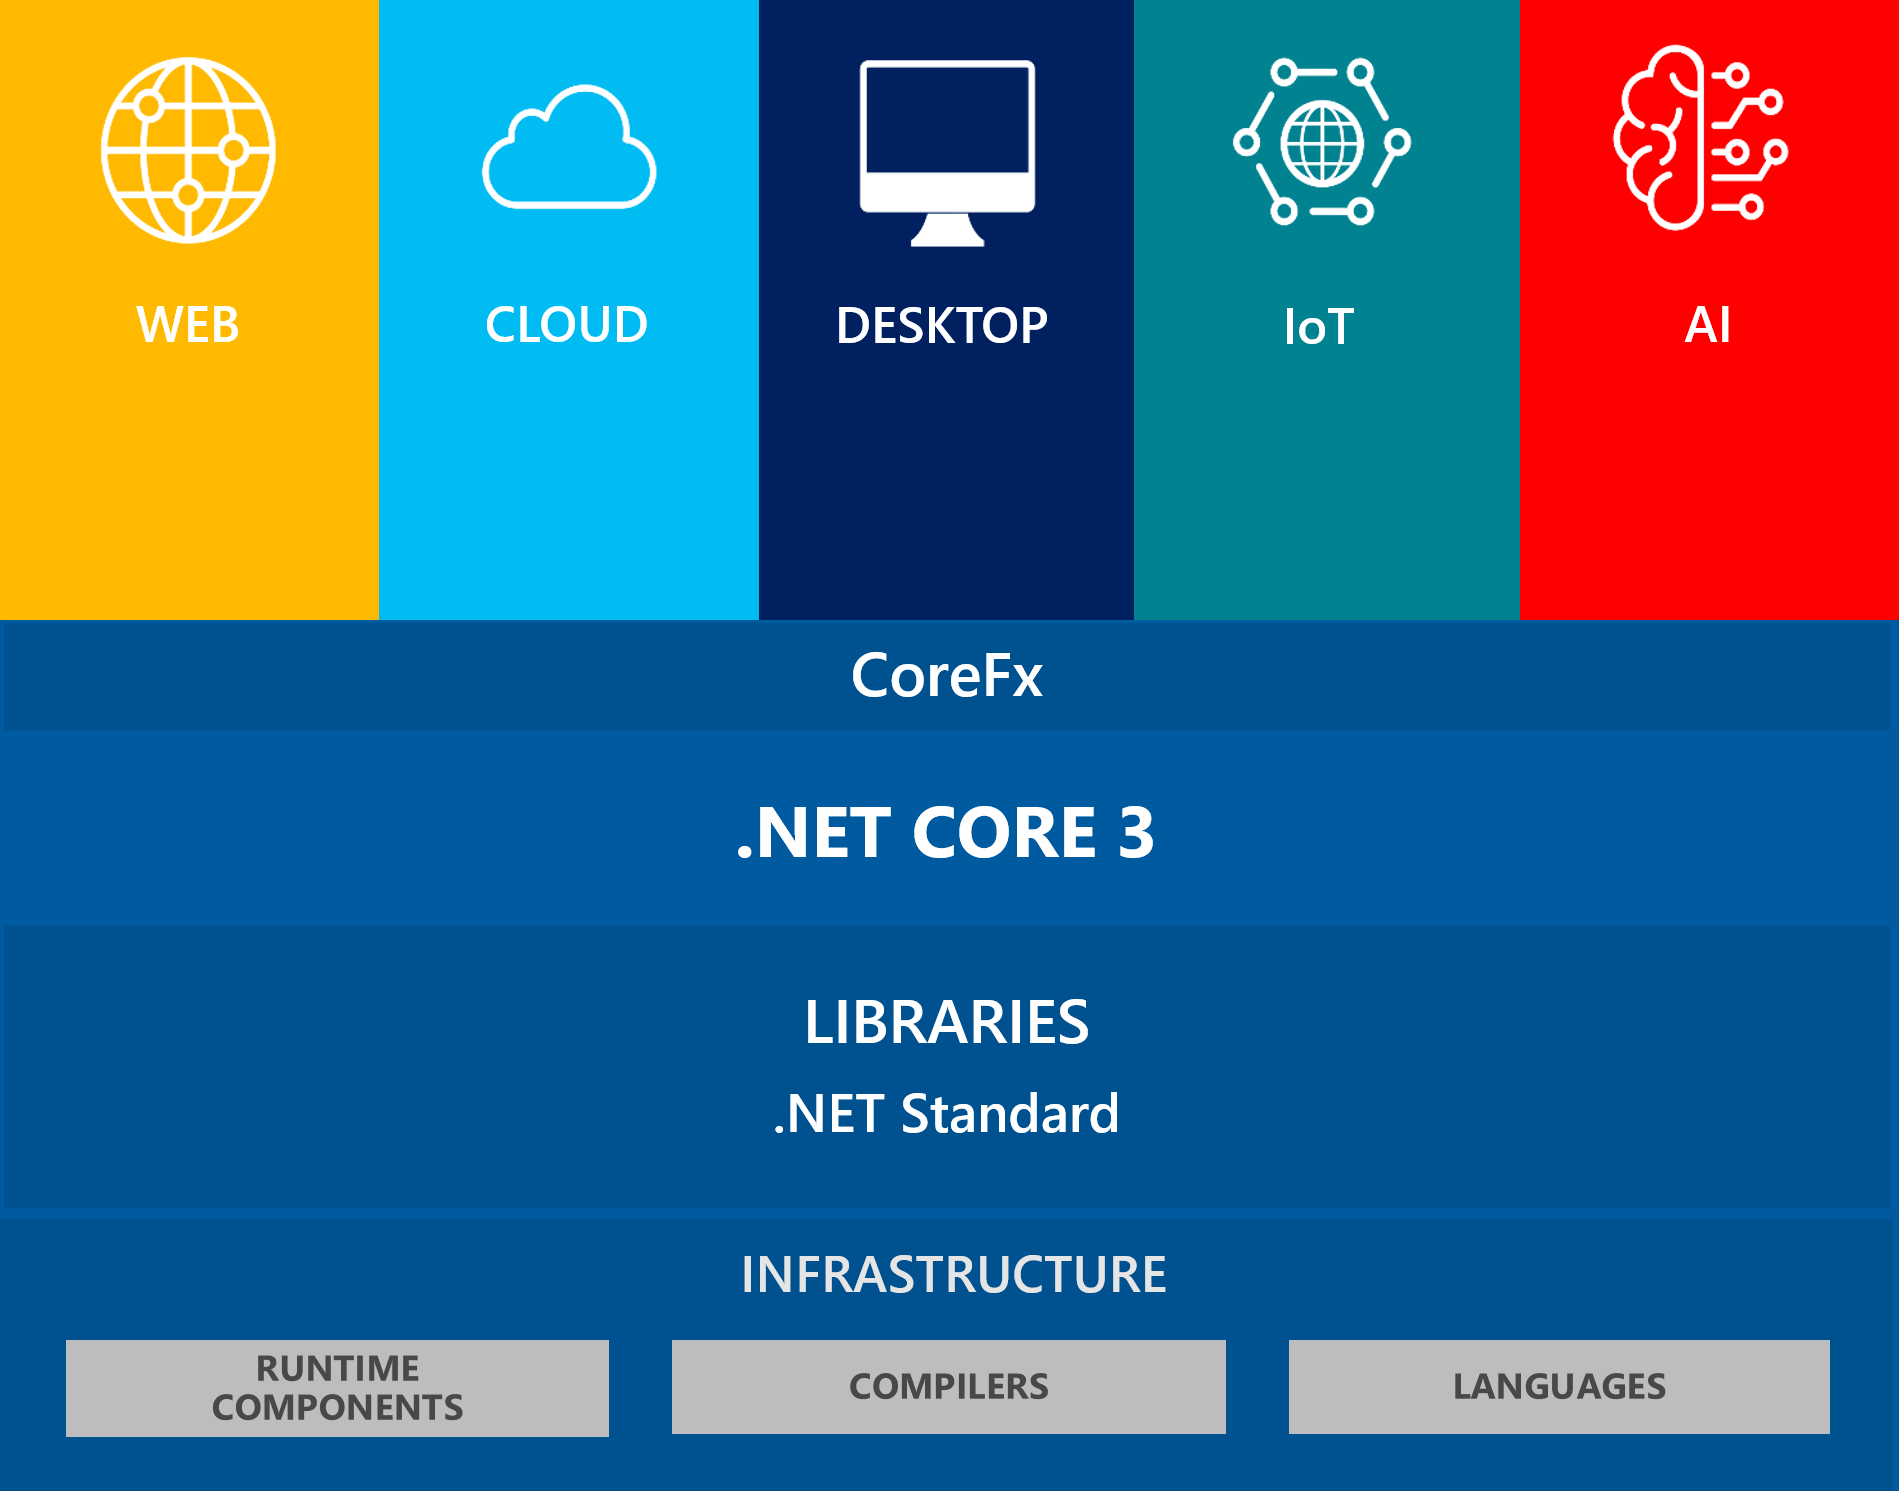 WEB
CLOUD
DESKTOP
IoT
AI
CoreFx
.NET CORE 3
LIBRARIES
.NET Standard
INFRASTRUCTURE
RUNTIME
COMPONENTS
COMPILERS
LANGUAGES